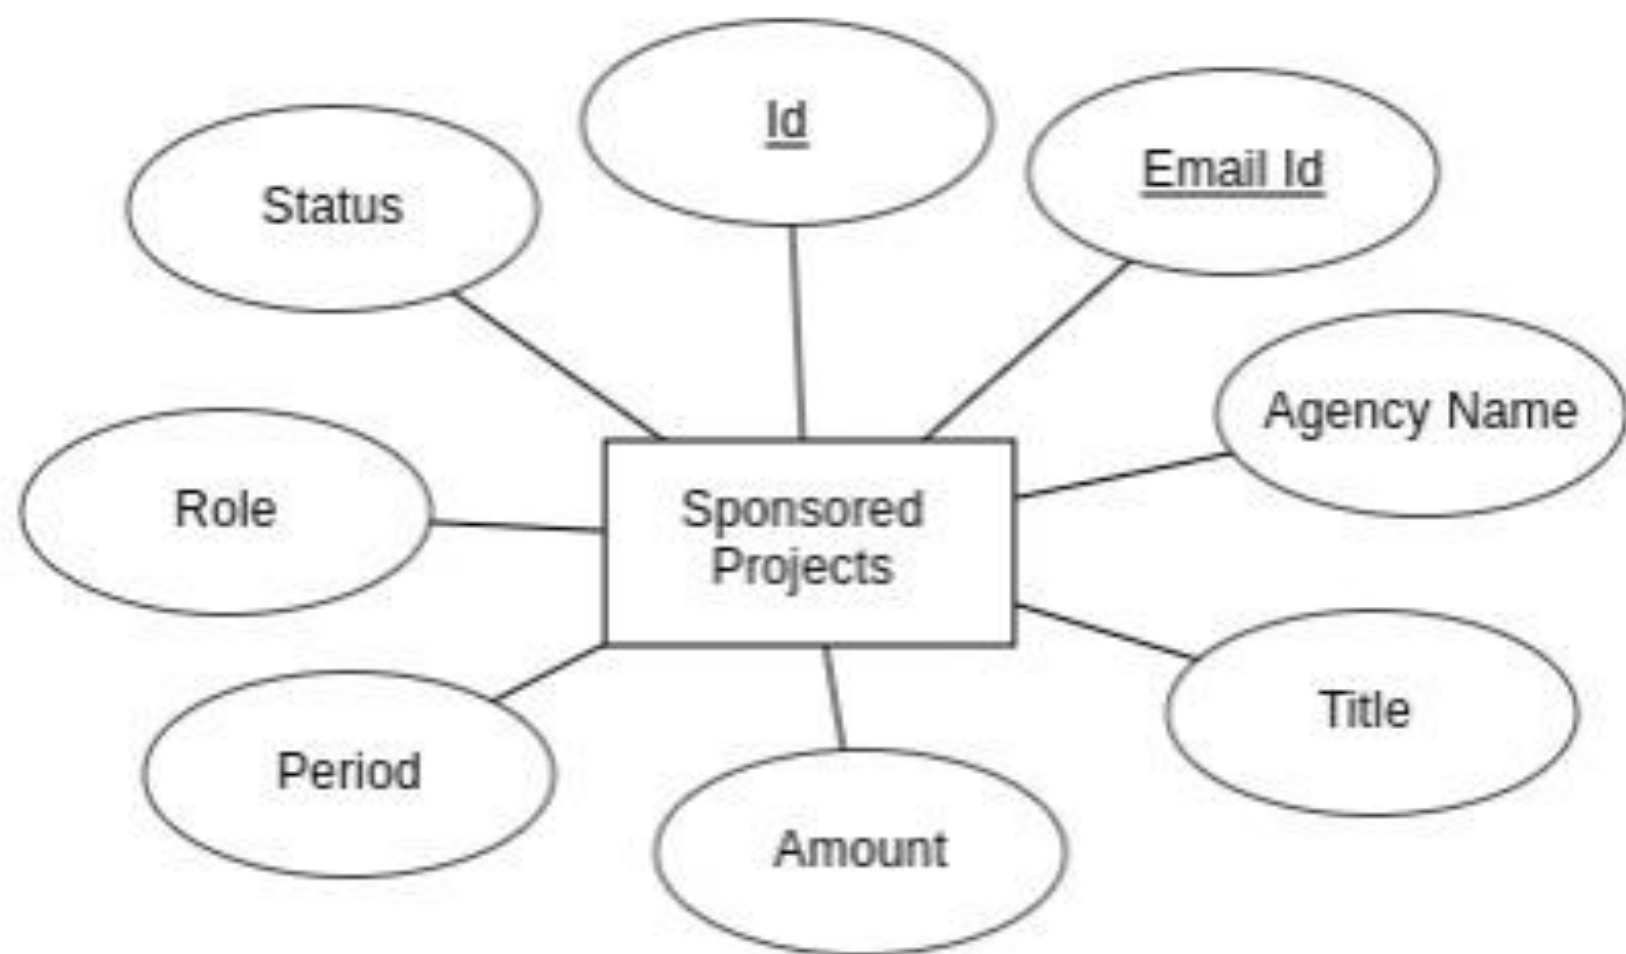 Id
Email Id
Status
Agency Name
Role
Sponsored
Projects
Title
Period
Amount